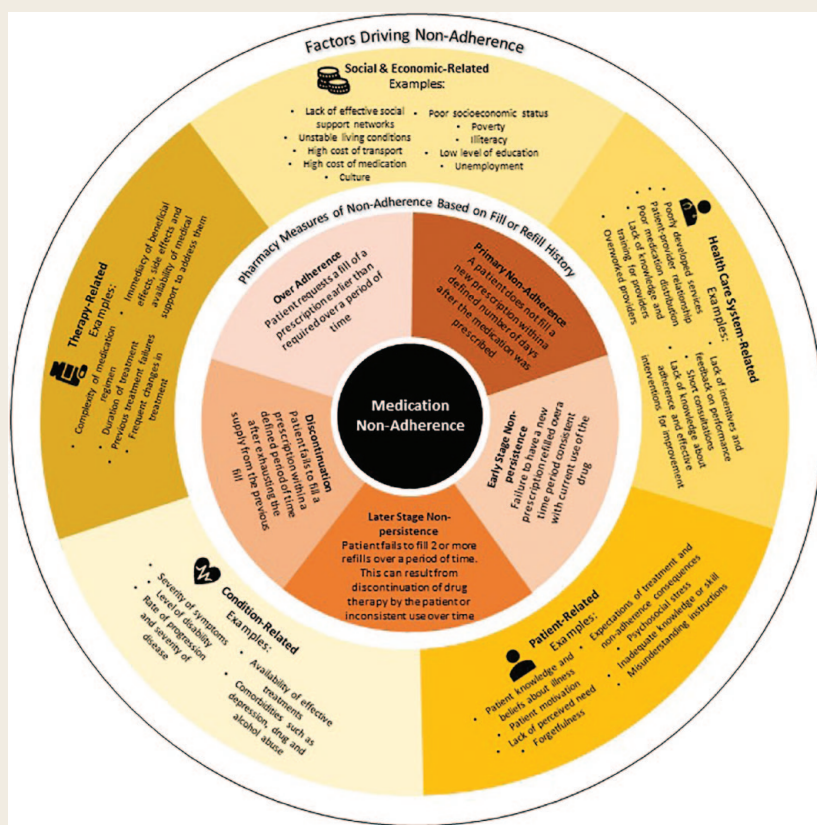 Factors Driving Non-Adherence
Social & Economic-Related
Examples:
• Lack of effective social
support networks
• Unstable living conditions
• High cost of transport
• High cost of medication
• Culture
• Poor socioeconomic status
• Poverty
• Illiteracy
• Low level of education
• Unemployment
Health Care System-Related
Examples:
• Poorly developed services
• Patient-provider relationship
• Poor medication distribution
• Lack of knowledge and
training for providers
• Overworked providers
• Lack of incentives and
feedback on performance
• Short consultations
• Lack of knowledge about
adherence and effective
interventions for improvement
Patient-Related
Examples:
• Patient knowledge and
beliefs about illness
• Patient motivation
• Lack of perceived need
• Forgetfulness
• Expectations of treatment and
non-adherence consequences
• Psychosocial stress
• Inadequate knowledge or skill
• Misunderstanding instructions
Condition-Related
Examples:
• Severity of symptoms
• Level of disability
• Rate of progression
and severity of
disease
• Availability of effective
treatments
• Comorbidities such as
depression, drug and
alcohol abuse
Therapy-Related
Examples:
• Complexity of medication
regimen
• Duration of treatment
• Previous treatment failures
• Frequent changes in
treatment
• Immediacy of beneficial
effects, side effects and
availability of medical
support to address them
Pharmacy Measures of Non-Adherence Based on Fill or Refill History
Over Adherence
Patient requests a fill of a
prescription earlier than
required over a period of
time
Primary Non-Adherence
A patient does not fill a
new prescription within a
defined number of days
after the medication was
prescribed
Early Stage Non-
persistence
Failure to have a new
prescription refilled over a
time period consistent
with current use of the
drug
Later Stage Non-
persistence
Patient fails to fill 2 or more
refills over a period of time.
This can result from
discontinuation of drug
therapy by the patient or
inconsistent use over time
Discontinuation
Patient fails to fill a
prescription within a
defined period of time
after exhausting the
supply from the previous
fill
Medication
Non-Adherence